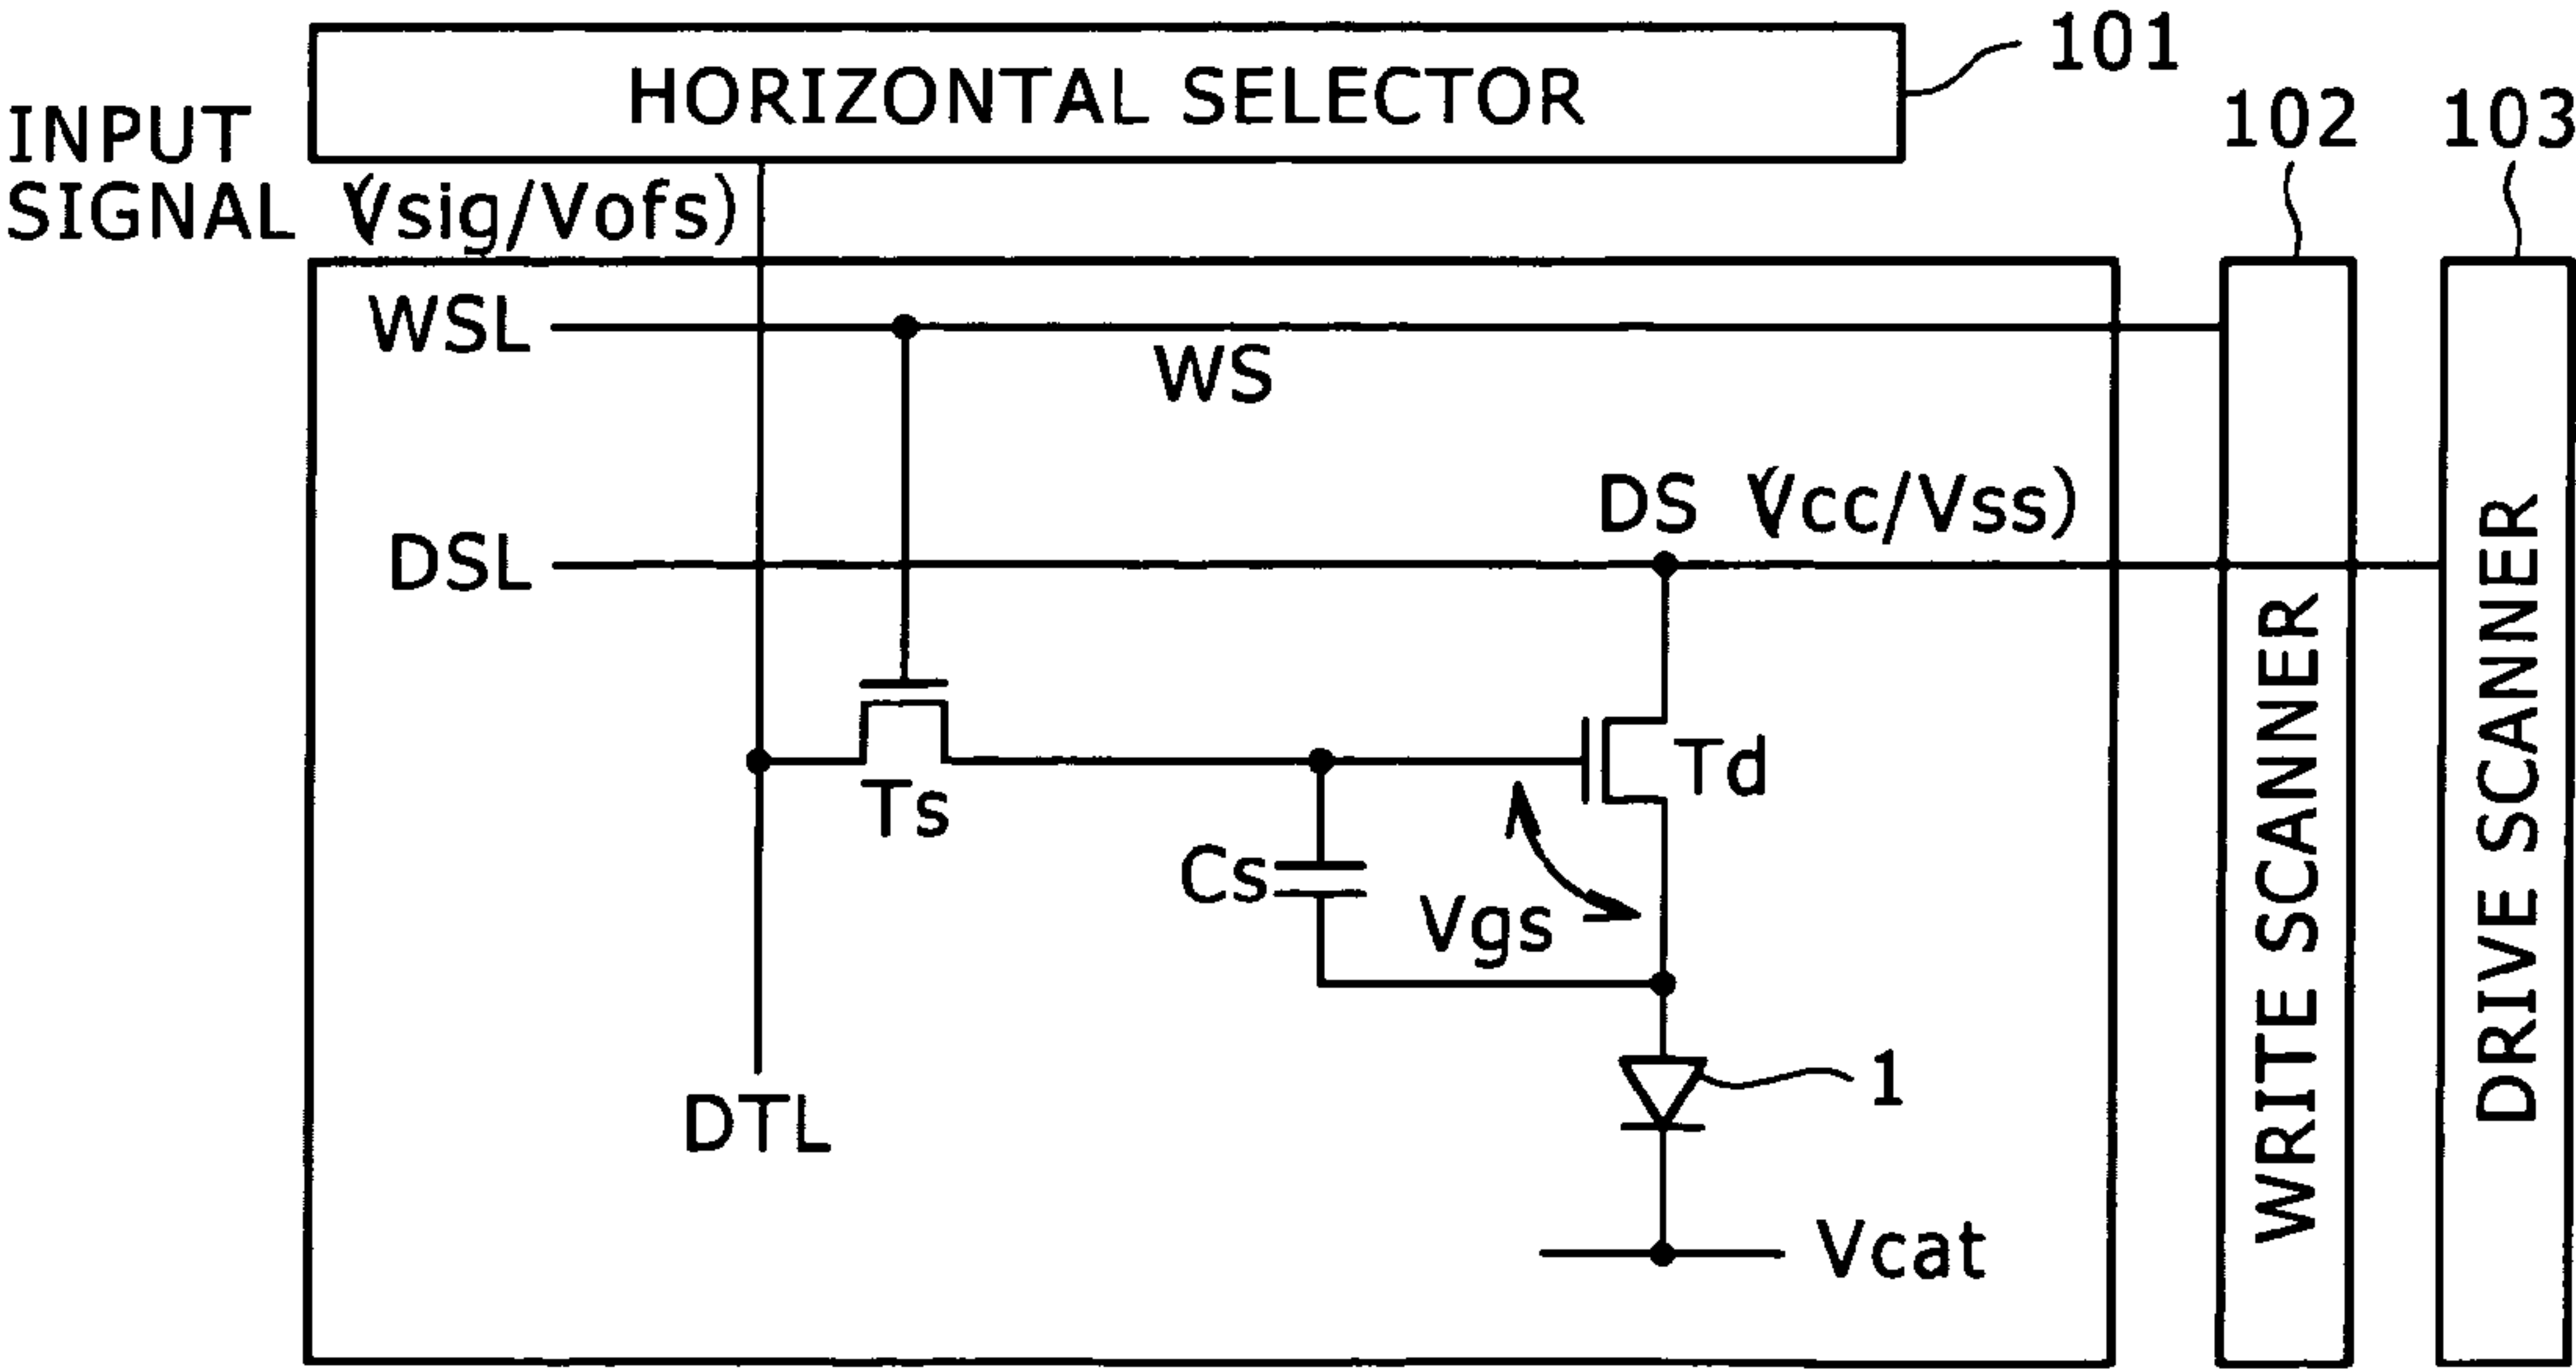 HORIZONTAL SELECTOR
101
INPUT
SIGNAL (Vsig/Vofs)
102
103
WSL
WS
DS (Vcc/Vss)
DSL
Td
Ts
Cs
Vgs
1
DTL
Vcat
WRITE SCANNER
DRIVE SCANNER